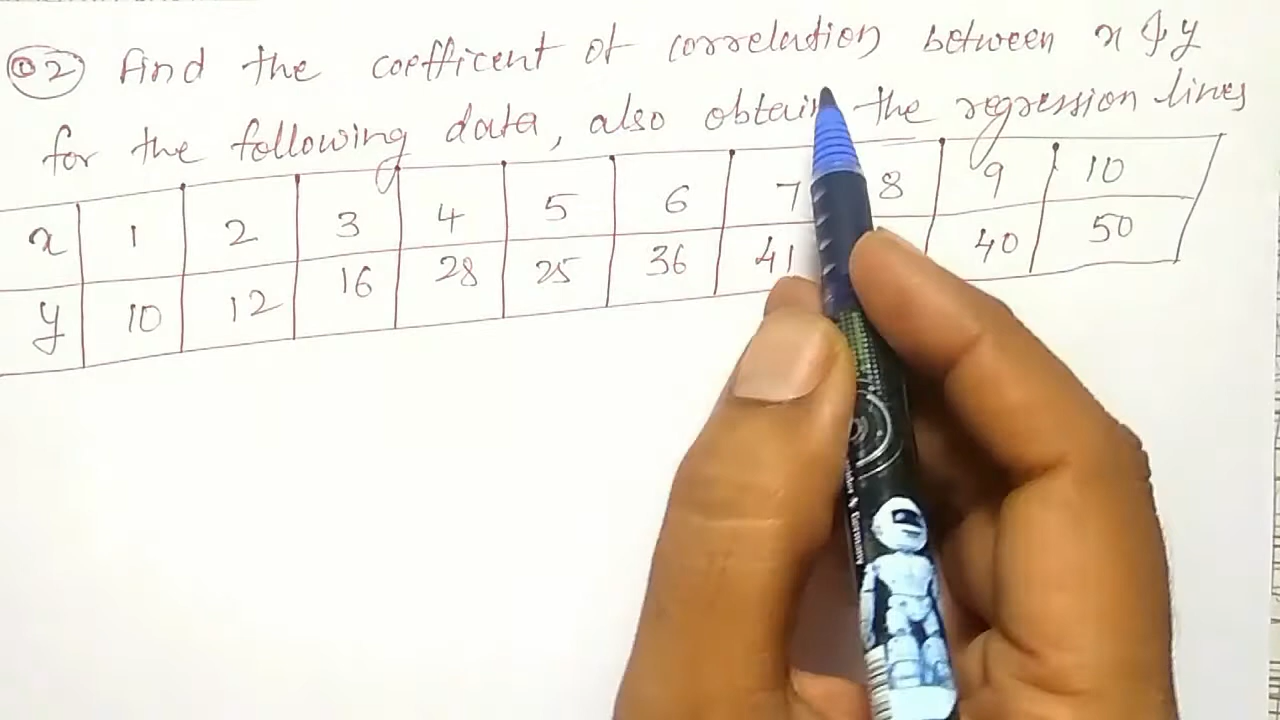 Q2 Find the coefficent of correlation between x & y
for the following data, also obtain the regression lines
x 1 2 3 4 5 6 7 8 9 10
y 10 12 16 28 25 36 41 40 50